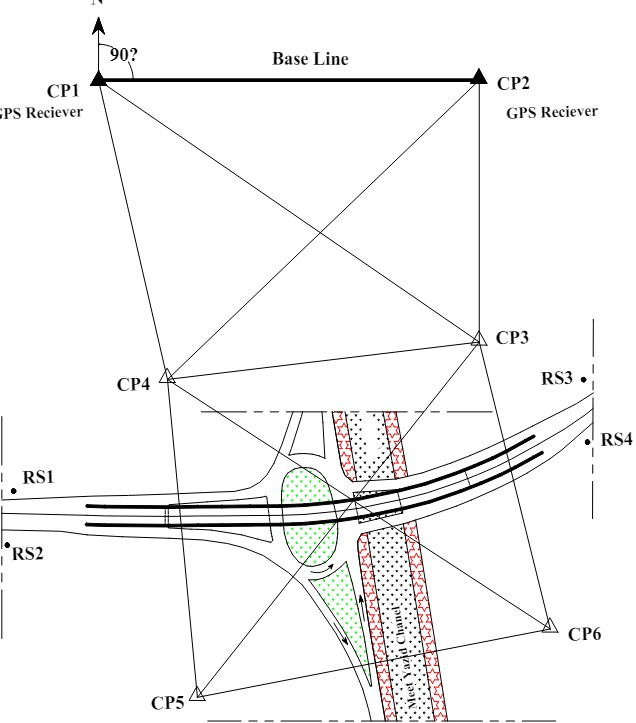 N
90?
Base Line
CP1
CP2
GPS Reciever
GPS Reciever
CP3
CP4
RS3
RS4
RS1
RS2
Meet Yazid Chanel
CP6
CP5